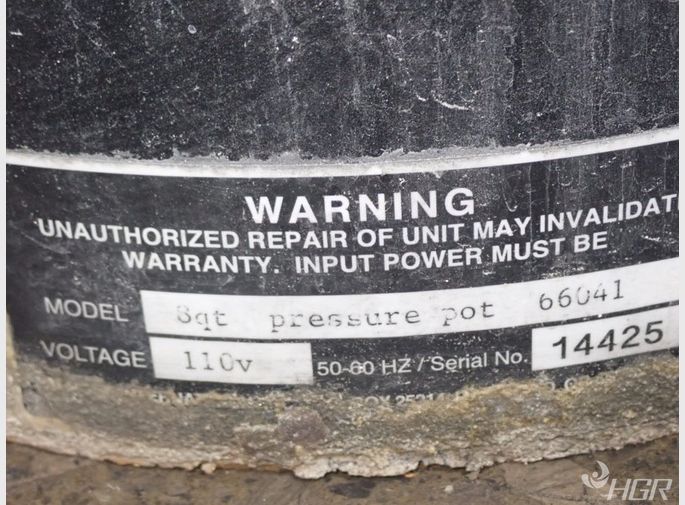 WARNING
UNAUTHORIZED REPAIR OF UNIT MAY INVALIDAT
WARRANTY. INPUT POWER MUST BE
MODEL 8qt pressure pot 66041
VOLTAGE 110v 50-60 HZ / Serial No. 14425
HGR